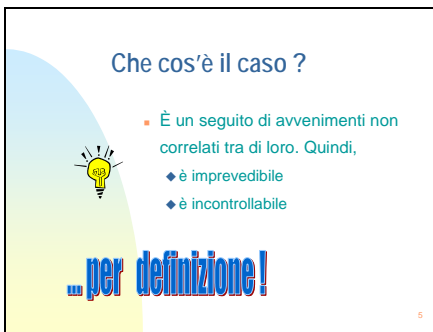 Che cos'è il caso ?
È un seguito di avvenimenti non
correlati tra di loro. Quindi,
è imprevedibile
è incontrollabile
... per definizione !
5